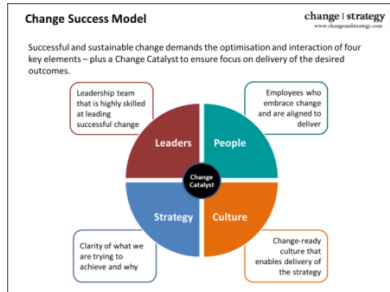 Change Success Model
change | strategy
www.changeandstrategy.com
Successful and sustainable change demands the optimisation and interaction of four
key elements – plus a Change Catalyst to ensure focus on delivery of the desired
outcomes.
Leadership team
that is highly skilled
at leading
successful change
Employees who
embrace change
and are aligned to
deliver
Leaders
People
Change
Catalyst
Strategy
Culture
Clarity of what we
are trying to
achieve and why
Change-ready
culture that
enables delivery of
the strategy